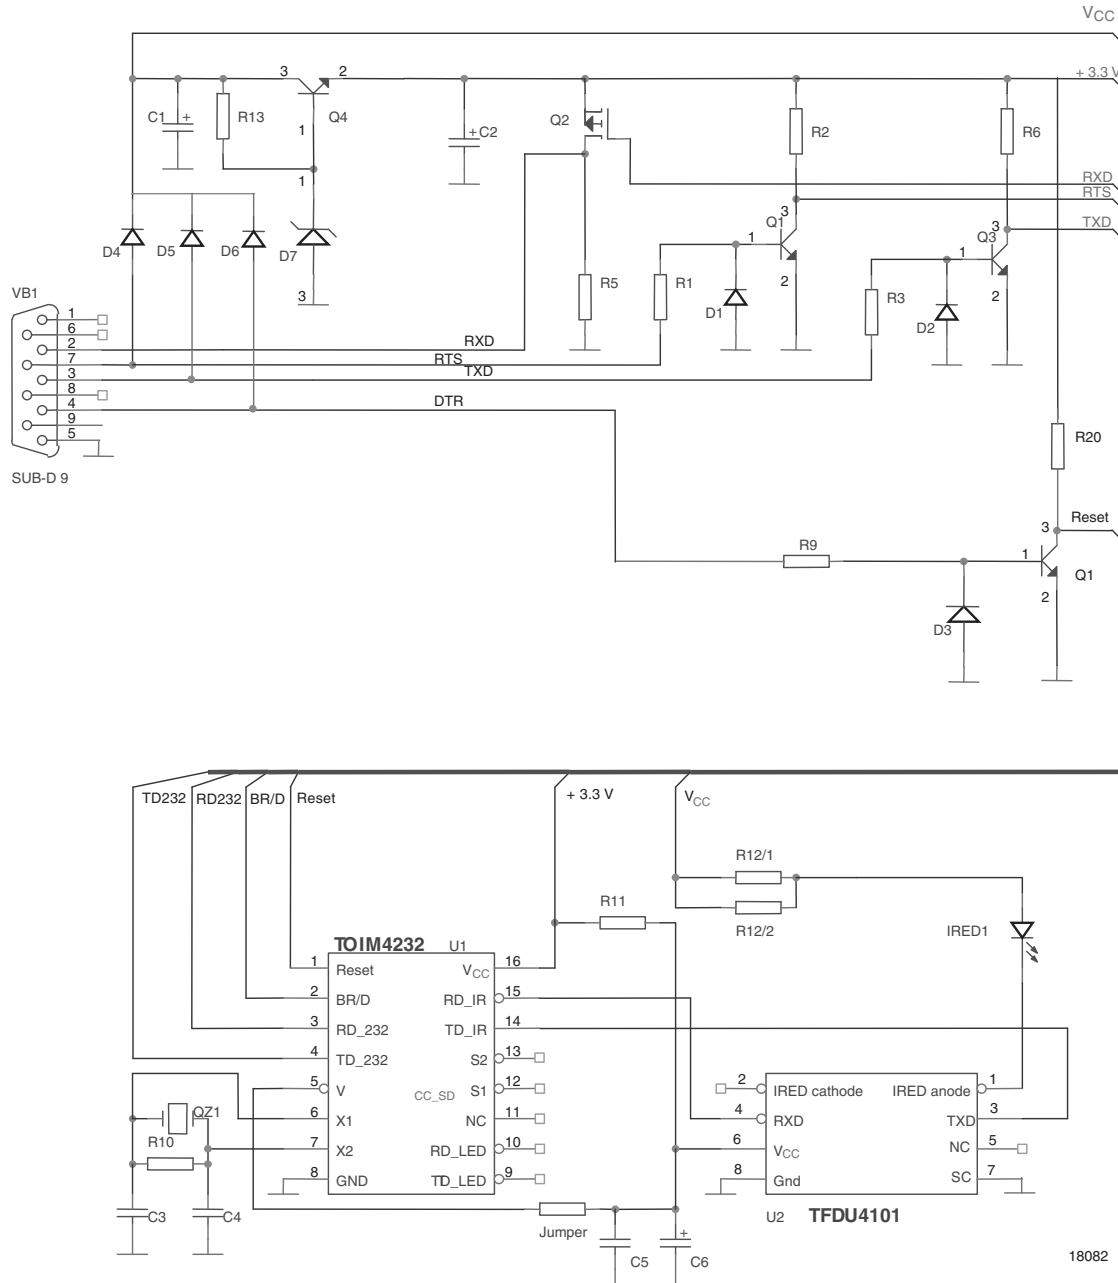 VCC
3 2 + 3.3 V
C1 + R13 Q4 + C2 Q2 R2 R6
1
1 RXD
RTS
3 Q1 TXD
3 Q3
D4 D5 D6 D7 1 1
R5 R1 2 R3 2
VB1 3 D1 D2
1
6
2 RXD
7 RTS
3 TXD
8
4 DTR
9
5 R20
SUB-D 9
3 Reset
R9 1
Q1
2
D3
TD232 RD232 BR/D Reset + 3.3 V VCC
R12/1
R11
R12/2 IRED1
TOIM4232 U1
1 Reset VCC 16
2 BR/D RD_IR 15
3 RD_232 TD_IR 14
4 TD_232 S2 13
5 V CC_SD S1 12
6 X1 NC 11
7 X2 RD_LED 10
8 GND TD_LED 9
QZ1
R10
C3 C4
2 IRED cathode IRED anode 1
4 RXD TXD 3
6 VCC NC 5
8 Gnd SC 7
U2 TFDU4101
Jumper
C5 + C6
18082